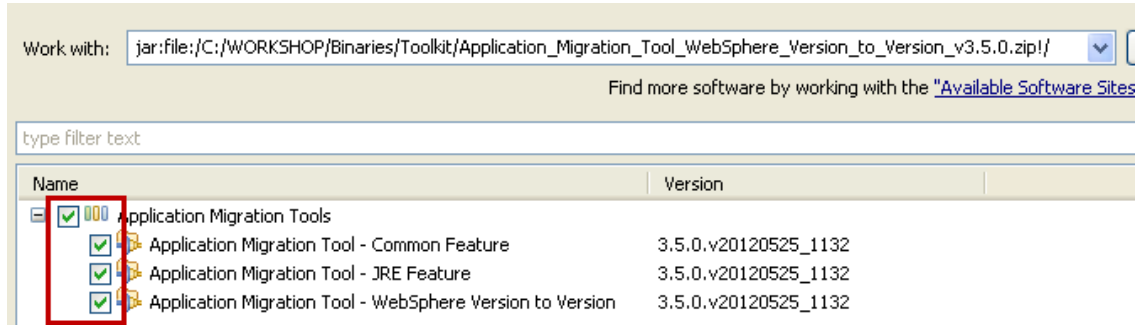 Work with: jar:file:/C:/WORKSHOP/Binaries/Toolkit/Application_Migration_Tool_WebSphere_Version_to_Version_v3.5.0.zip!/
Find more software by working with the "Available Software Sites
type filter text
Name Version
Application Migration Tools
Application Migration Tool - Common Feature 3.5.0.v20120525_1132
Application Migration Tool - JRE Feature 3.5.0.v20120525_1132
Application Migration Tool - WebSphere Version to Version 3.5.0.v20120525_1132